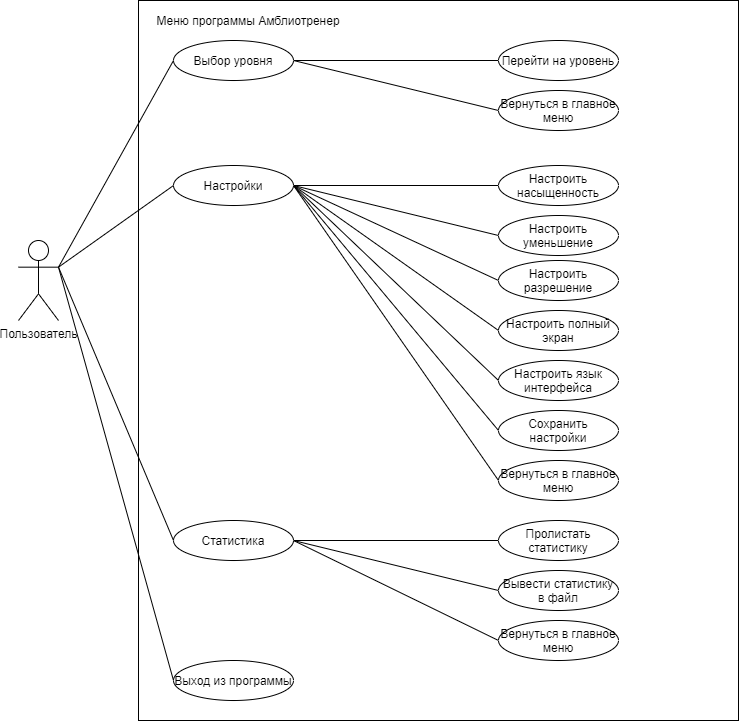 Меню программы Амблиотренер
Выбор уровня
Перейти на уровень
Вернуться в главное
меню
Настройки
Настроить
насыщенность
Настроить
уменьшение
Настроить
разрешение
Пользователь
Настроить полный
экран
Настроить язык
интерфейса
Сохранить
настройки
Вернуться в главное
меню
Статистика
Пролистать
статистику
Вывести статистику
в файл
Вернуться в главное
меню
Выход из программы